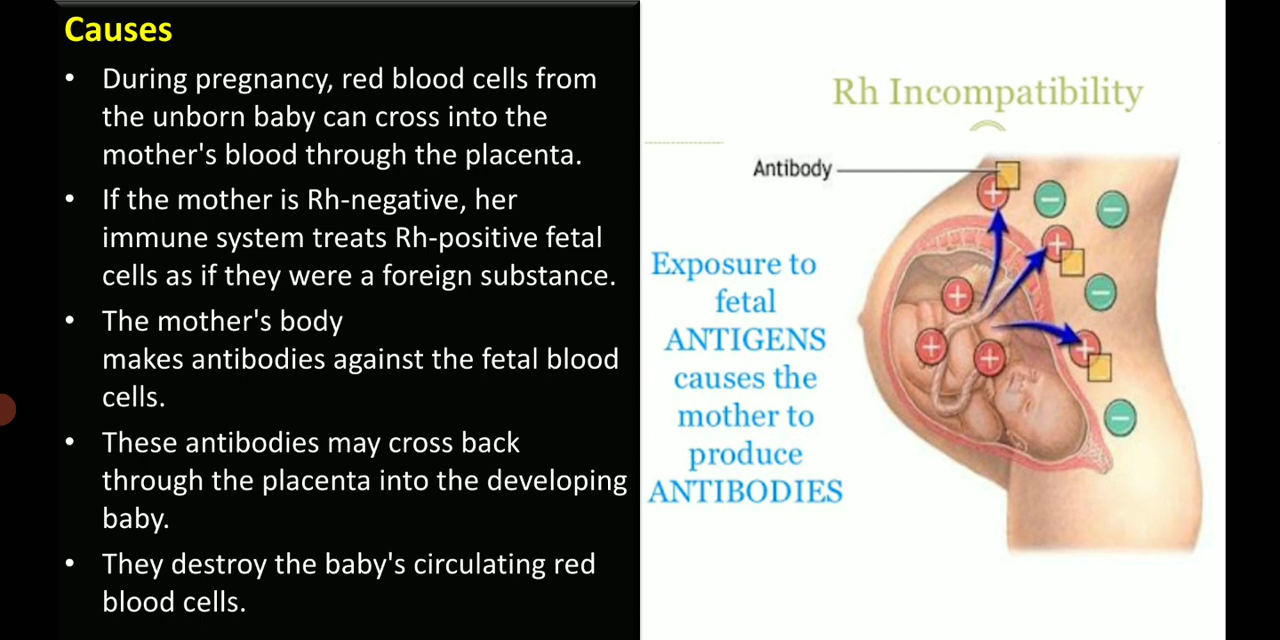 Causes
• During pregnancy, red blood cells from
the unborn baby can cross into the
mother's blood through the placenta.
• If the mother is Rh-negative, her
immune system treats Rh-positive fetal
cells as if they were a foreign substance.
• The mother's body
makes antibodies against the fetal blood
cells.
• These antibodies may cross back
through the placenta into the developing
baby.
• They destroy the baby's circulating red
blood cells.
Rh Incompatibility
Antibody
Exposure to
fetal
ANTIGENS
causes the
mother to
produce
ANTIBODIES